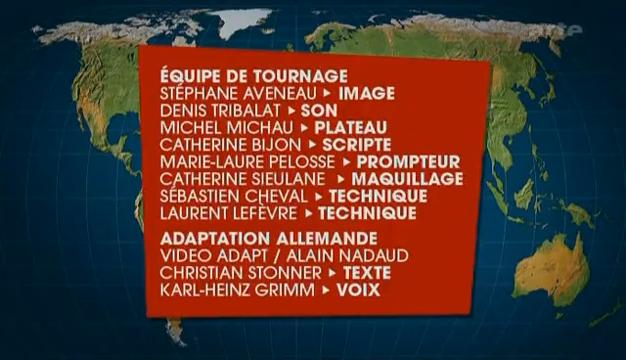 arte
ÉQUIPE DE TOURNAGE
STÉPHANE AVENEAU ▸ IMAGE
DENIS TRIBALAT ▸ SON
MICHEL MICHAU ▸ PLATEAU
CATHERINE BIJON ▸ SCRIPTE
MARIE-LAURE PELOSSE ▸ PROMPTEUR
CATHERINE SIEULANE ▸ MAQUILLAGE
SÉBASTIEN CHEVAL ▸ TECHNIQUE
LAURENT LEFÈVRE ▸ TECHNIQUE
ADAPTATION ALLEMANDE
VIDEO ADAPT / ALAIN NADAUD
CHRISTIAN STONNER ▸ TEXTE
KARL-HEINZ GRIMM ▸ VOIX